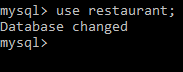 mysql> use restaurant;
Database changed
mysql>